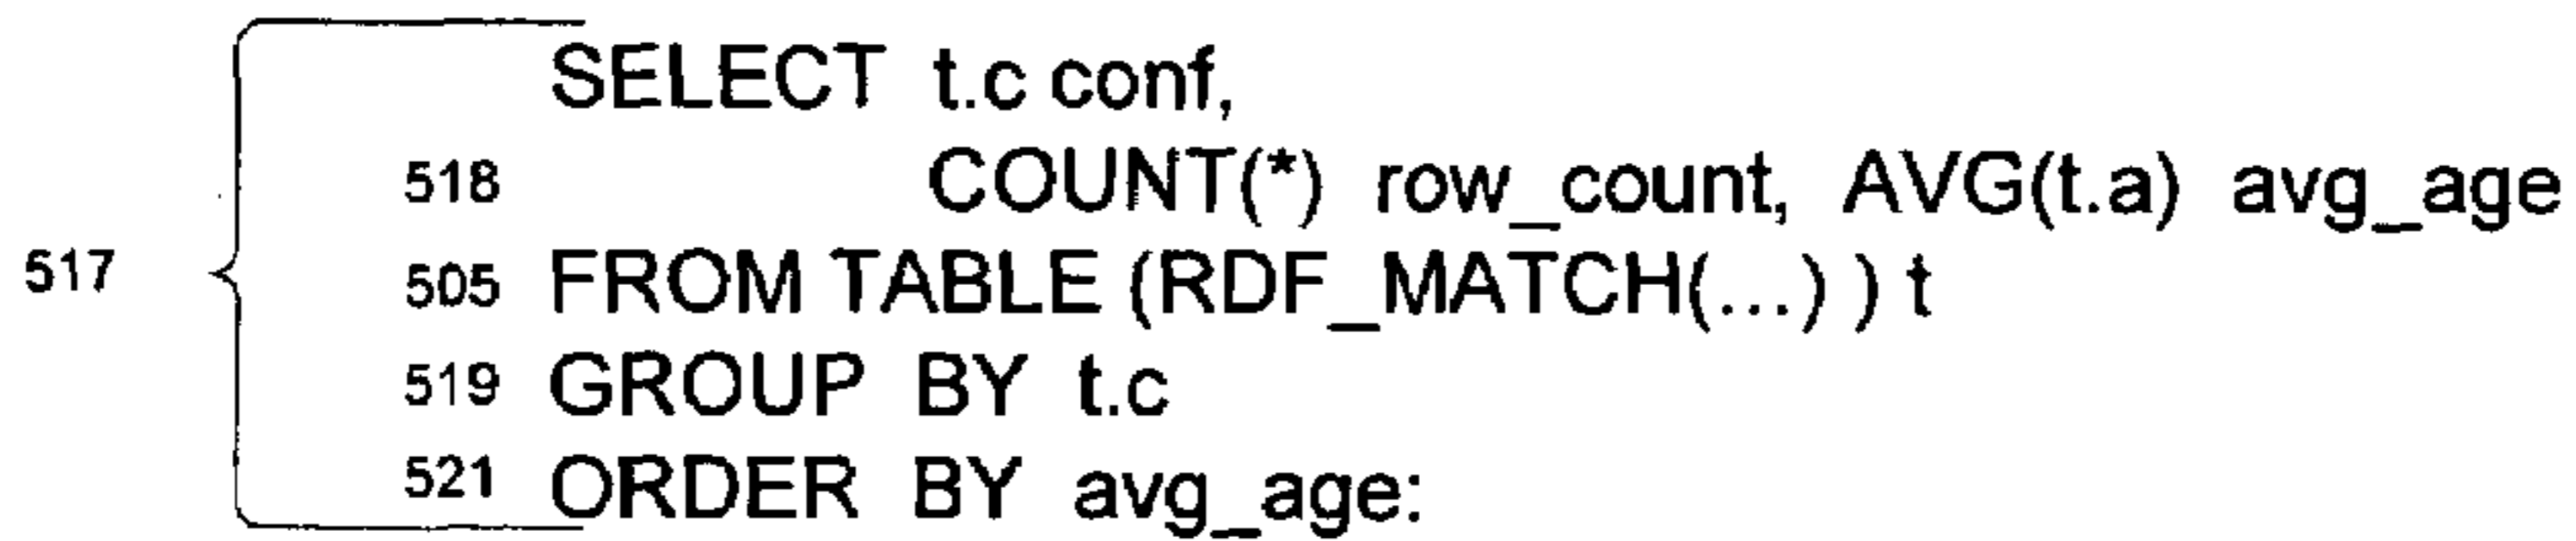 SELECT t.c conf,
518 COUNT(*) row_count, AVG(t.a) avg_age
517 505 FROM TABLE (RDF_MATCH(...) ) t
519 GROUP BY t.c
521 ORDER BY avg_age: